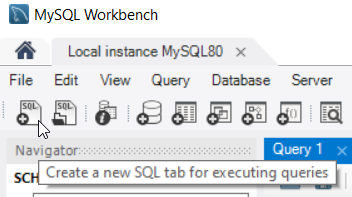 MySQL Workbench
Local instance MySQL80
File Edit View Query Database Server
SQL SQL
Navigator
Query 1
Create a new SQL tab for executing queries
SCH